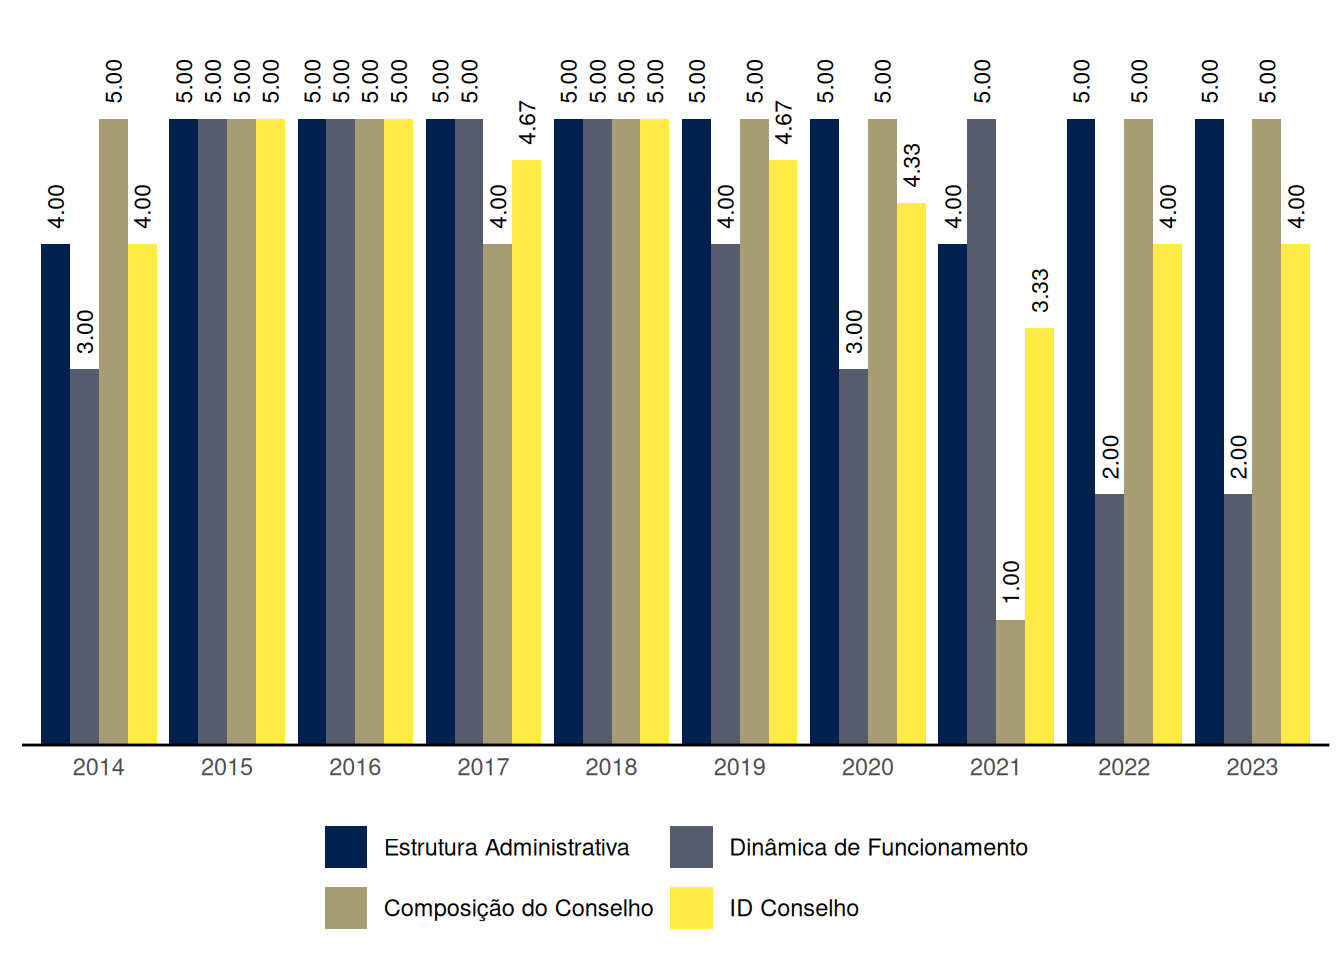 5.00 5.00 5.00 5.00 5.00 5.00 5.00 5.00 5.00 5.00 5.00 5.00 5.00 5.00 5.00 5.00 5.00 5.00 5.00 5.00 5.00 5.00 5.00 5.00
4.67 4.67
4.33
4.00 4.00 4.00 4.00 4.00 4.00 4.00
3.33
3.00 3.00
2.00 2.00
1.00
2014 2015 2016 2017 2018 2019 2020 2021 2022 2023
Estrutura Administrativa Dinâmica de Funcionamento
Composição do Conselho ID Conselho